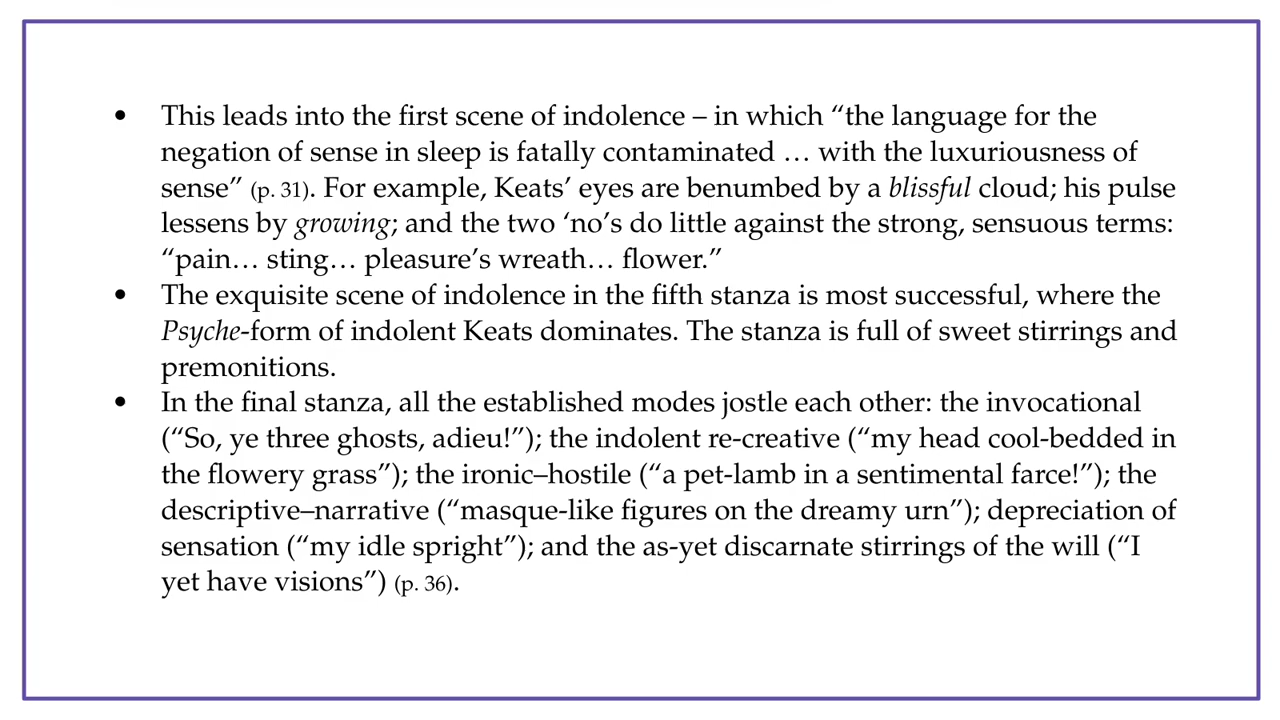 • This leads into the first scene of indolence – in which “the language for the
negation of sense in sleep is fatally contaminated … with the luxuriousness of
sense” (p. 31). For example, Keats’ eyes are benumbed by a blissful cloud; his pulse
lessens by growing; and the two ‘no’s do little against the strong, sensuous terms:
“pain… sting… pleasure’s wreath… flower.”
• The exquisite scene of indolence in the fifth stanza is most successful, where the
Psyche-form of indolent Keats dominates. The stanza is full of sweet stirrings and
premonitions.
• In the final stanza, all the established modes jostle each other: the invocational
(“So, ye three ghosts, adieu!”); the indolent re-creative (“my head cool-bedded in
the flowery grass”); the ironic–hostile (“a pet-lamb in a sentimental farce!”); the
descriptive–narrative (“masque-like figures on the dreamy urn”); depreciation of
sensation (“my idle spright”); and the as-yet discarnate stirrings of the will (“I
yet have visions”) (p. 36).